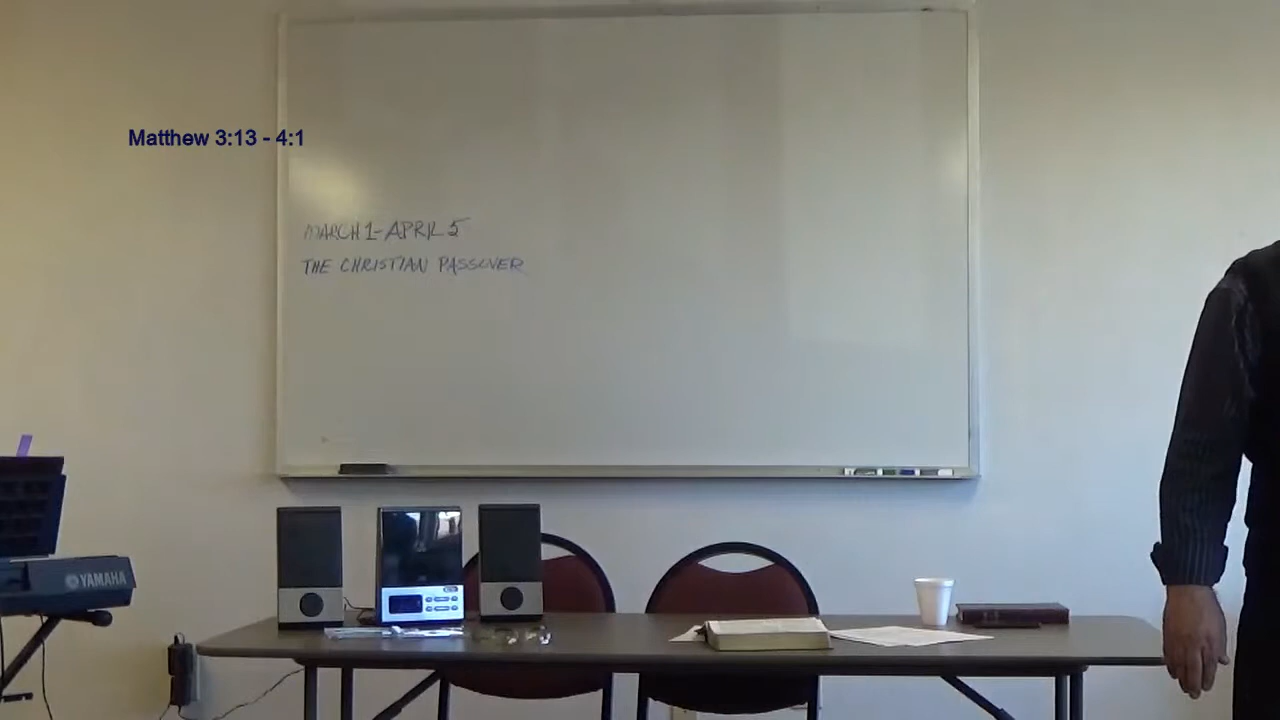 Matthew 3:13 - 4:1
MARCH 1-APRIL 5
THE CHRISTIAN PASSOVER
YAMAHA